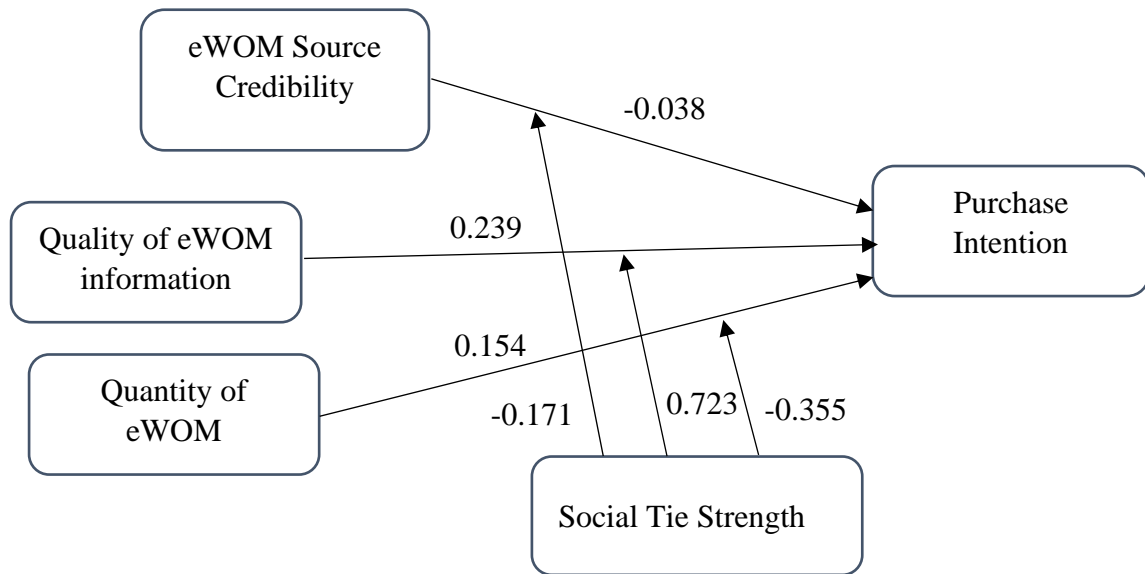 eWOM Source
Credibility
-0.038
Purchase
Intention
Quality of eWOM
information
0.239
Quantity of
eWOM
0.154
-0.171
0.723
-0.355
Social Tie Strength